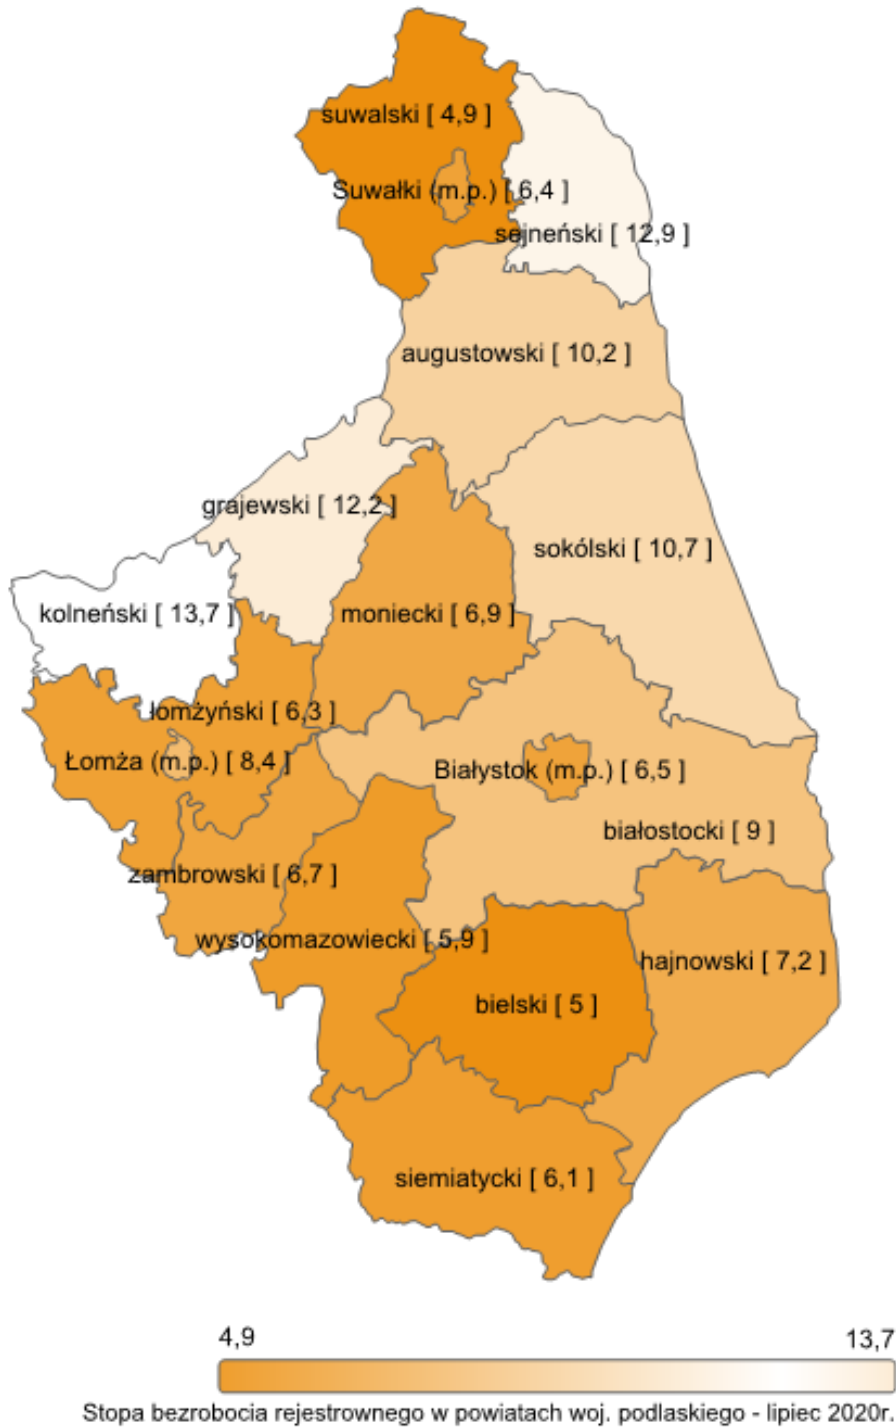 suwalski [ 4,9 ]
Suwałki (m.p.) [ 6,4 ]
sejneński [ 12,9 ]
augustowski [ 10,2 ]
grajewski [ 12,2 ]
sokólski [ 10,7 ]
kolneński [ 13,7 ]
moniecki [ 6,9 ]
łomżyński [ 6,3 ]
Łomża (m.p.) [ 8,4 ]
Białystok (m.p.) [ 6,5 ]
białostocki [ 9 ]
zambrowski [ 6,7 ]
wysokomazowiecki [ 5,9 ]
hajnowski [ 7,2 ]
bielski [ 5 ]
siemiatycki [ 6,1 ]
4,9
13,7
Stopa bezrobocia rejestrownego w powiatach woj. podlaskiego - lipiec 2020r.